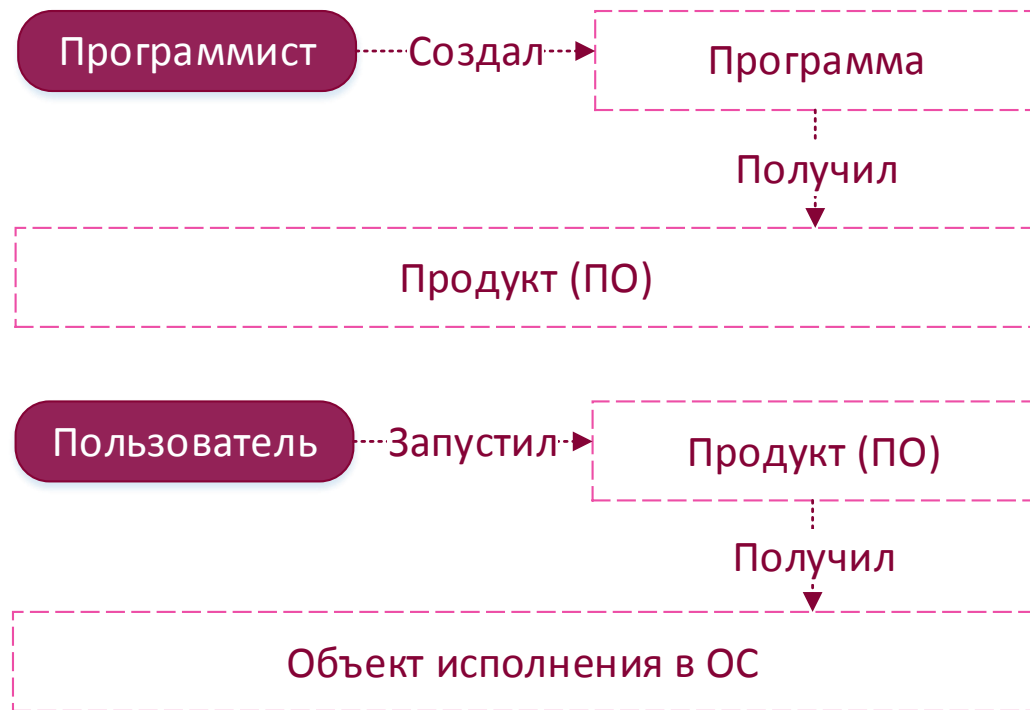 Программист
Создал
Программа
Получил
Продукт (ПО)
Пользователь
Запустил
Продукт (ПО)
Получил
Объект исполнения в ОС